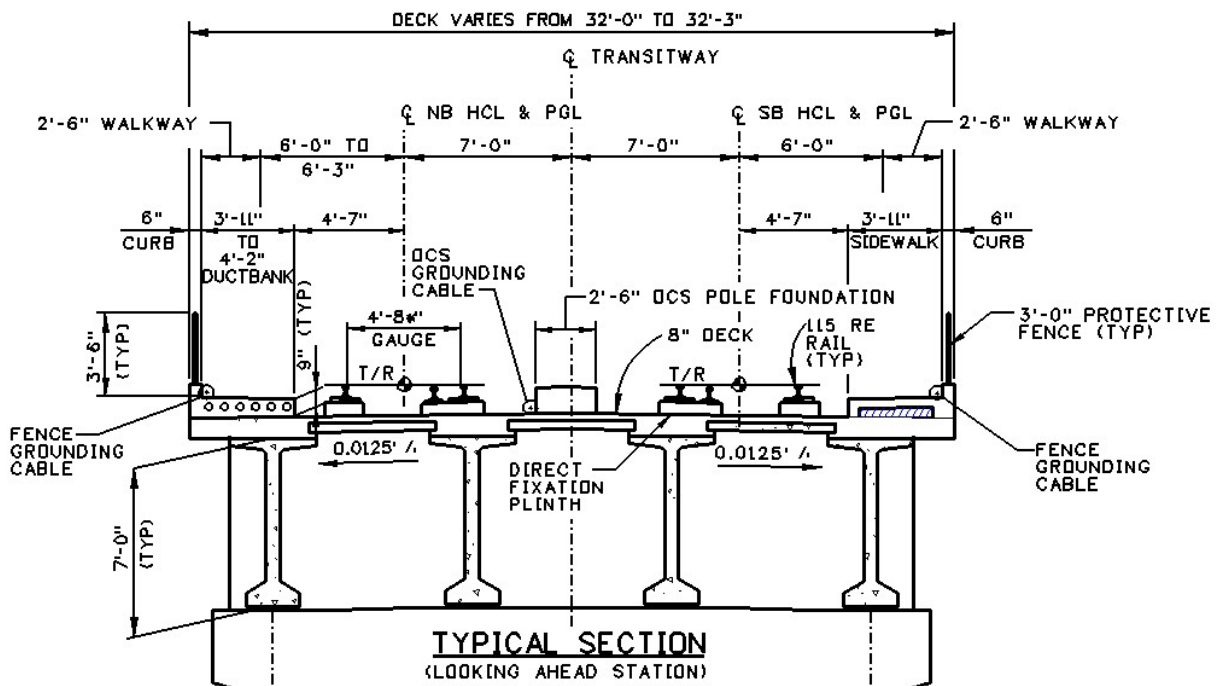 DECK VARIES FROM 32'-0" TO 32'-3"
℄ TRANSITWAY
℄ NB HCL & PGL
℄ SB HCL & PGL
2'-6" WALKWAY
2'-6" WALKWAY
6'-0" TO
6'-3"
7'-0"
7'-0"
6'-0"
6"
CURB
3'-11"
TO
4'-2"
DUCTBANK
4'-7"
4'-7"
3'-11"
SIDEWALK
6"
CURB
OCS
GROUNDING
CABLE
2'-6" OCS POLE FOUNDATION
3'-6"
(TYP)
9" (TYP)
4'-8*"
GAUGE
8" DECK
115 RE
RAIL
(TYP)
3'-0" PROTECTIVE
FENCE (TYP)
T/R
T/R
FENCE
GROUNDING
CABLE
0.0125' /.
DIRECT
FIXATION
PLINTH
0.0125' /.
FENCE
GROUNDING
CABLE
7'-0"
(TYP)
TYPICAL SECTION
(LOOKING AHEAD STATION)